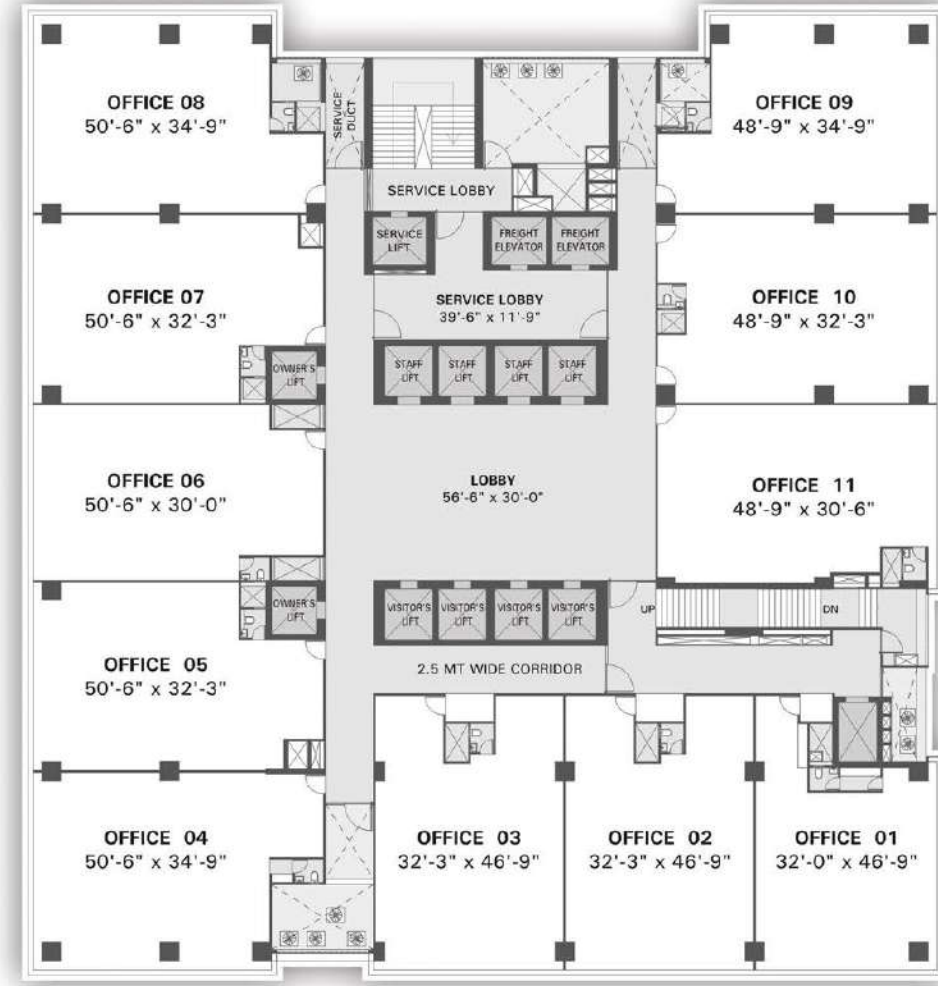 OFFICE 08
50'-6" x 34'-9"
SERVICE
DUCT
OFFICE 09
48'-9" x 34'-9"
SERVICE LOBBY
SERVICE
LIFT
FREIGHT
ELEVATOR
FREIGHT
ELEVATOR
OFFICE 07
50'-6" x 32'-3"
SERVICE LOBBY
39'-6" x 11'-9"
OFFICE 10
48'-9" x 32'-3"
OWNER'S
LIFT
STAFF
LIFT
STAFF
LIFT
STAFF
LIFT
STAFF
LIFT
OFFICE 06
50'-6" x 30'-0"
LOBBY
56'-6" x 30'-0"
OFFICE 11
48'-9" x 30'-6"
OWNER'S
LIFT
VISITOR'S
LIFT
VISITOR'S
LIFT
VISITOR'S
LIFT
VISITOR'S
LIFT
UP
DN
OFFICE 05
50'-6" x 32'-3"
2.5 MT WIDE CORRIDOR
OFFICE 04
50'-6" x 34'-9"
OFFICE 03
32'-3" x 46'-9"
OFFICE 02
32'-3" x 46'-9"
OFFICE 01
32'-0" x 46'-9"